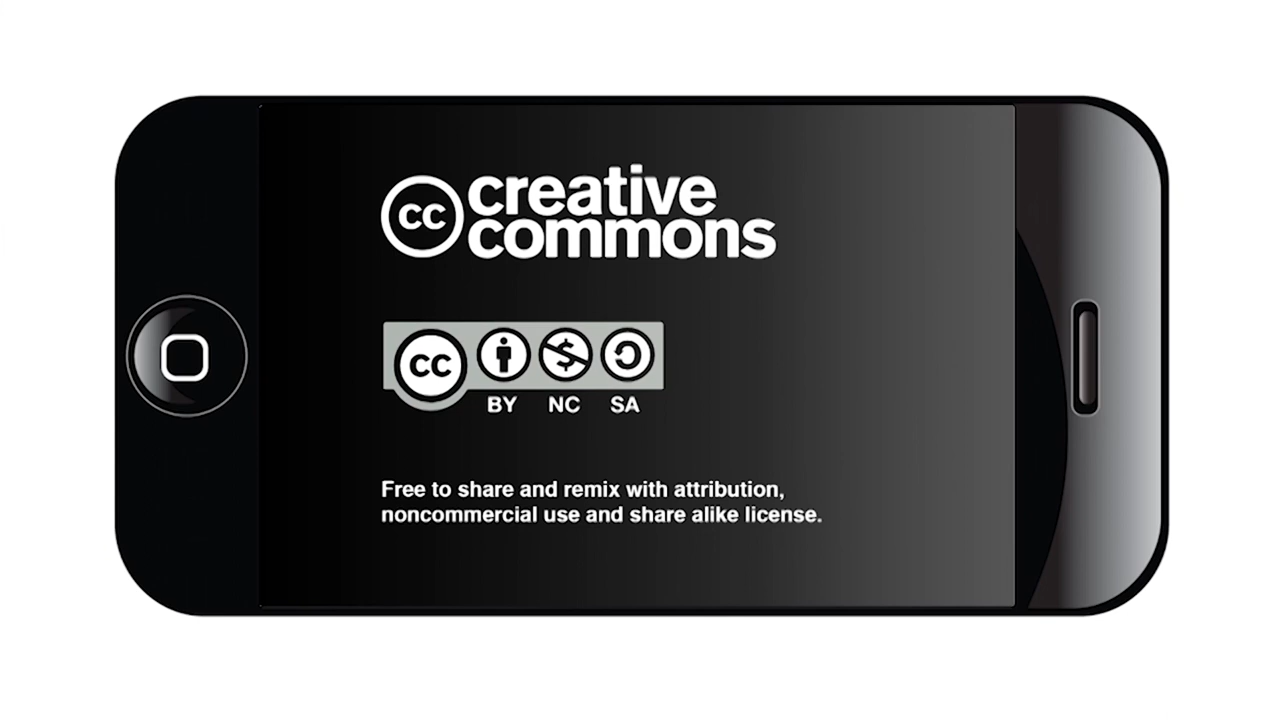 cc creative
commons
cc
BY NC SA
Free to share and remix with attribution,
noncommercial use and share alike license.